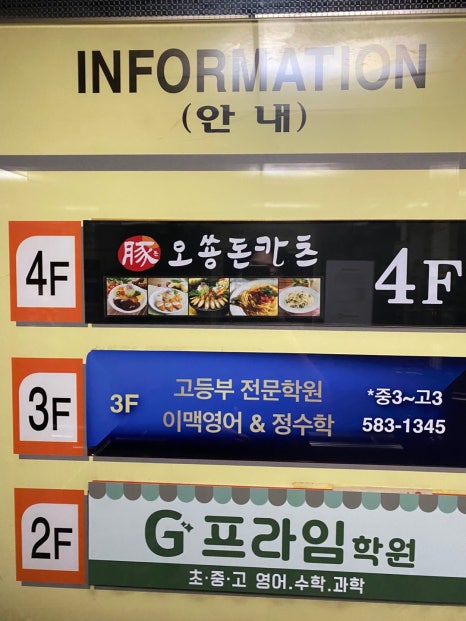 INFORMATION
(안 내)
4F
豚 오쏭돈카츠
4F
3F
3F
고등부 전문학원
이맥영어 & 정수학
*중3~고3
583-1345
2F
G 프라임학원
초·중·고 영어.수학.과학